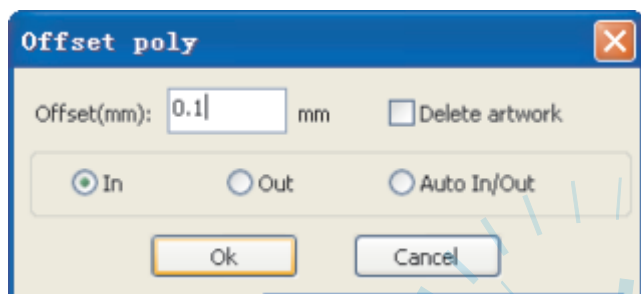 Offset poly
Offset(mm): 0.1 mm Delete artwork
In Out Auto In/Out
Ok Cancel